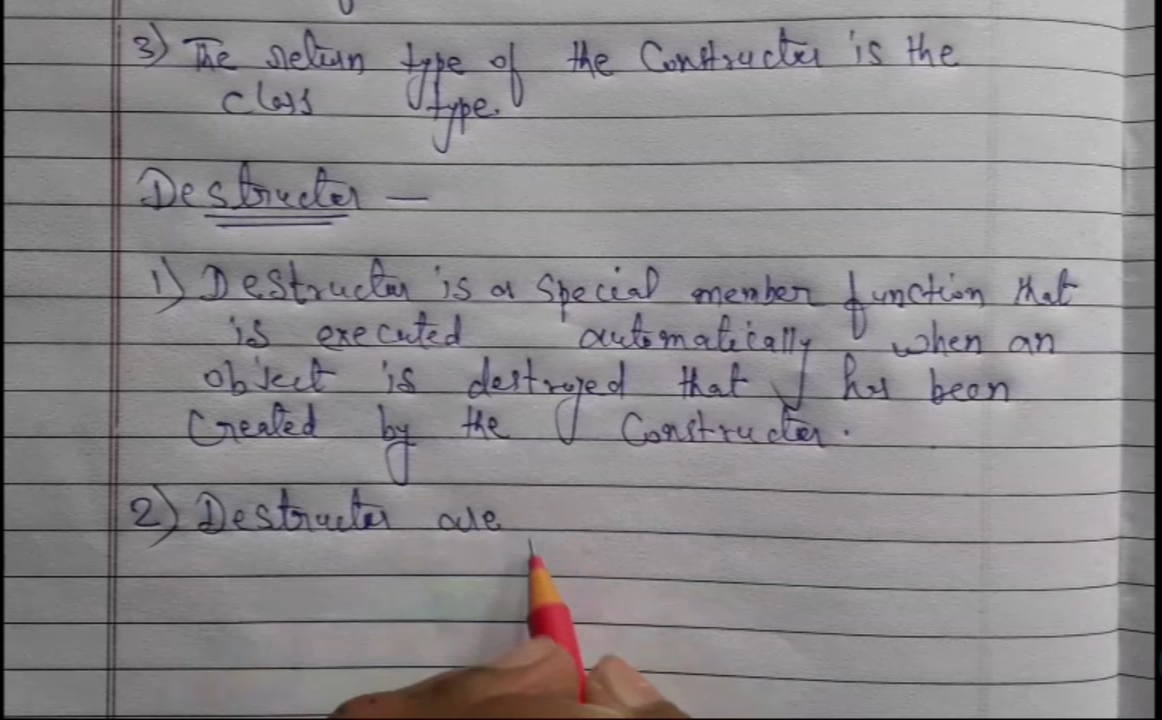 3) The return type of the Constructor is the
class type.
Destructor —
1) Destructor is a special member function that
is executed automatically when an
object is destroyed that has been
Created by the Constructor.
2) Destructor are